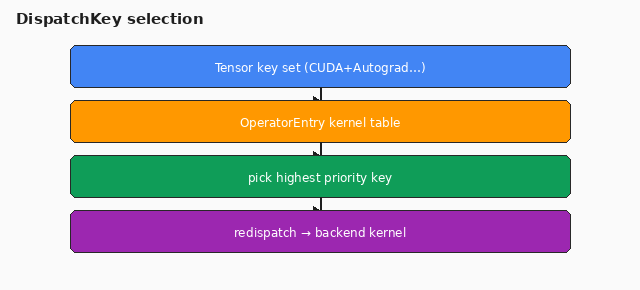 DispatchKey selection
Tensor key set (CUDA+Autograd…)
OperatorEntry kernel table
pick highest priority key
redispatch → backend kernel